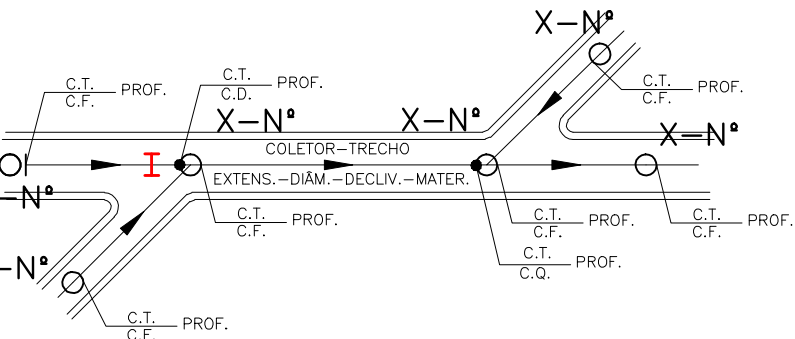 X-Nº
C.T.
C.F.
PROF.
C.T.
C.D.
PROF.
C.T.
C.F.
PROF.
X-Nº
X-Nº
X-Nº
COLETOR-TRECHO
I
EXTENS.-DIÂM.-DECLIV.-MATER.
-Nº
C.T.
C.F.
PROF.
C.T.
C.F.
PROF.
C.T.
C.F.
PROF.
C.T.
C.Q.
PROF.
-Nº
C.T.
C.F.
PROF.